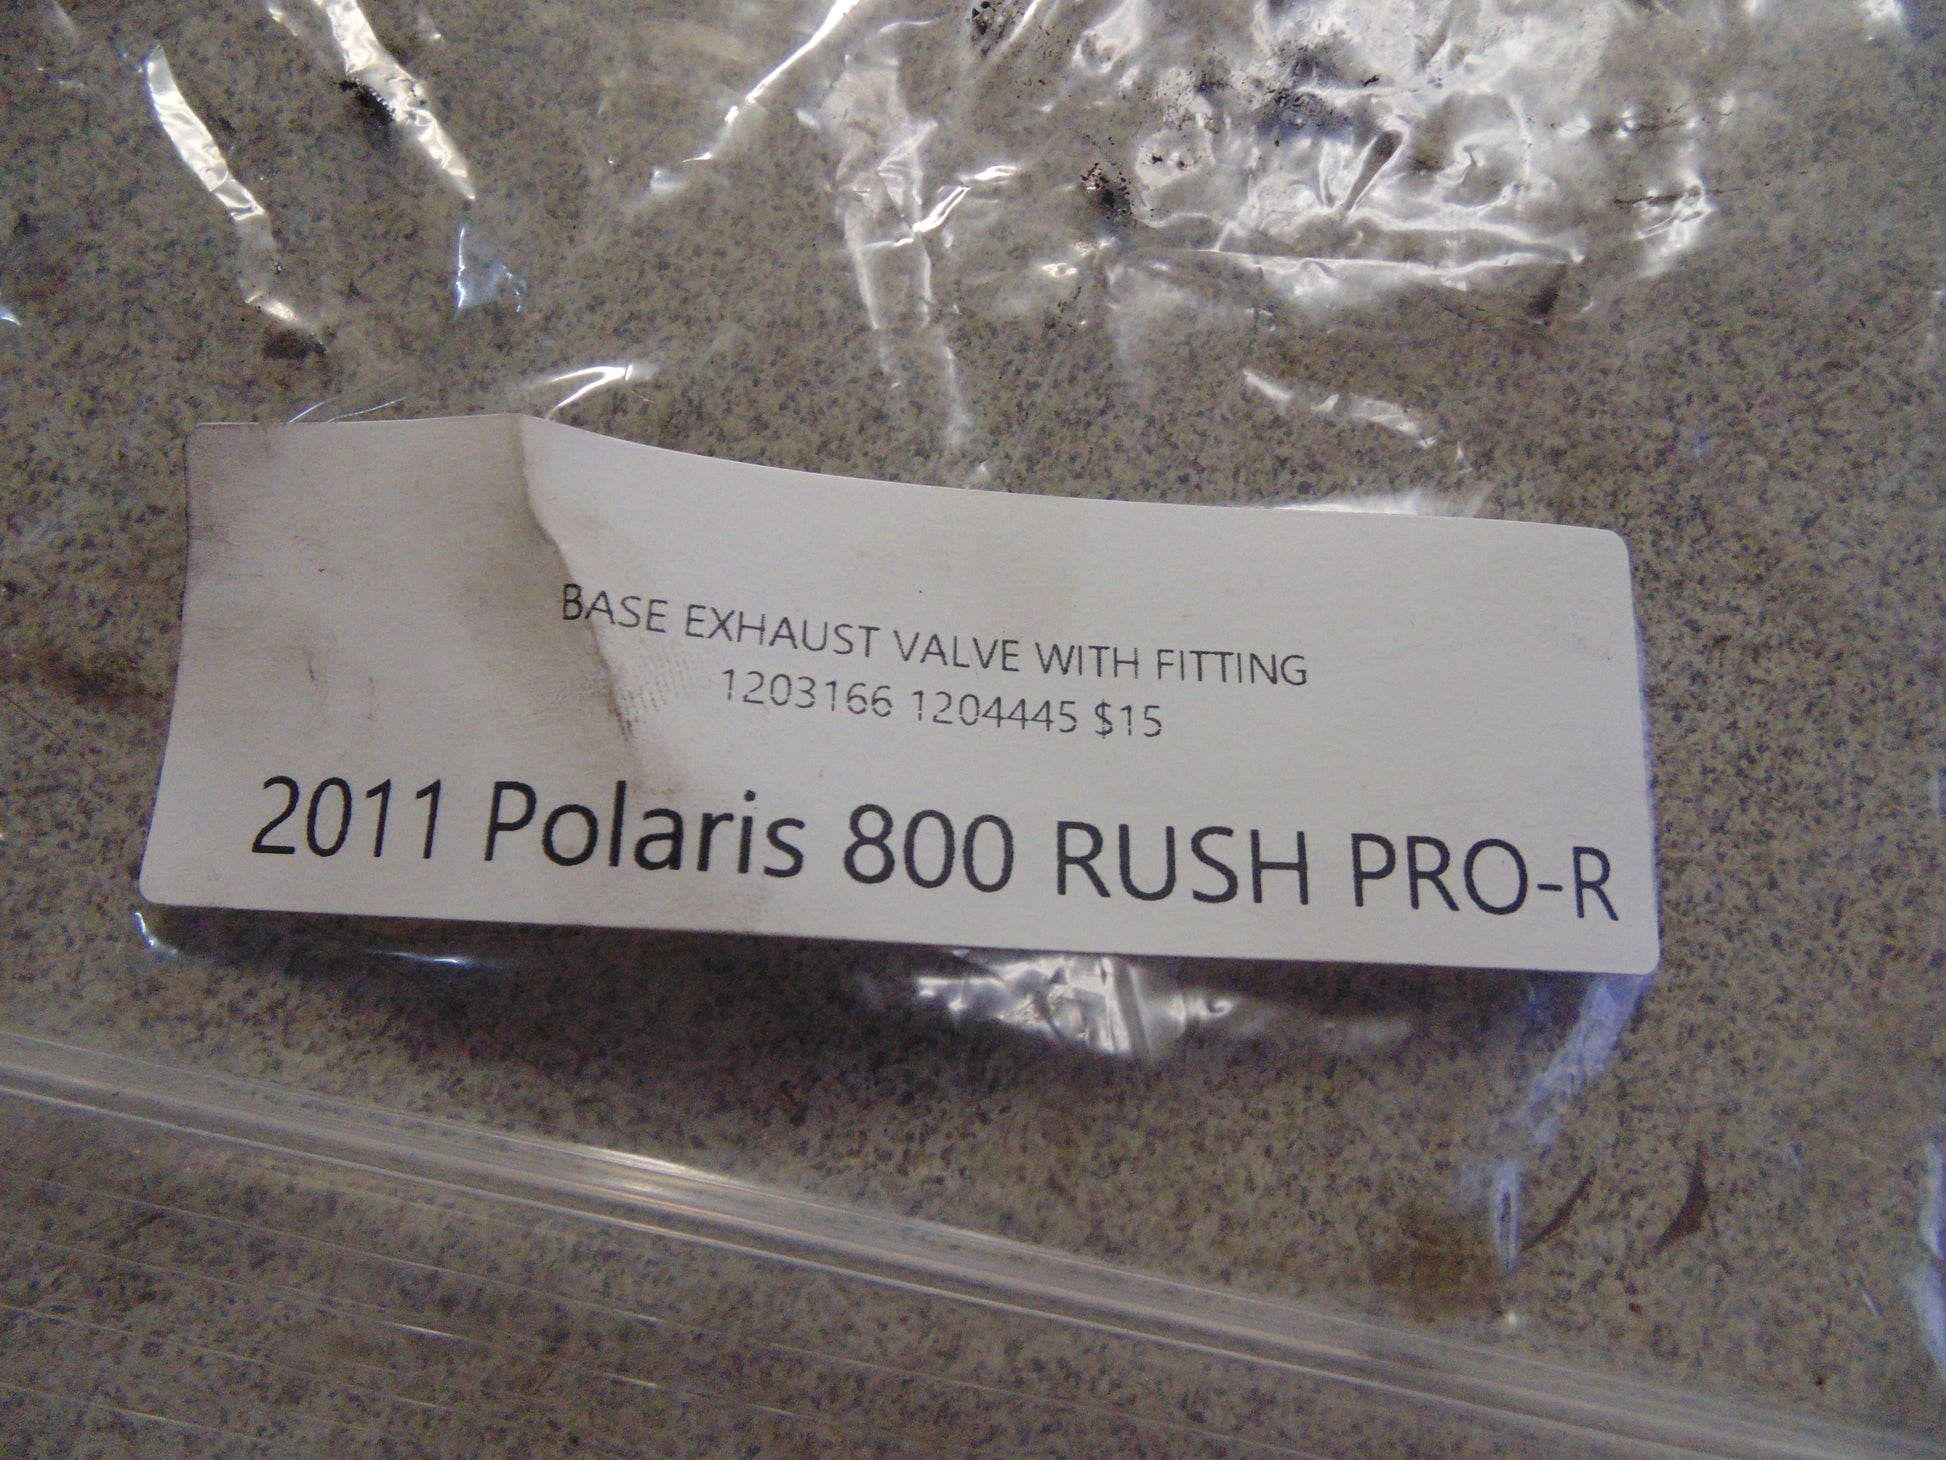 BASE EXHAUST VALVE WITH FITTING
1203166 1204445 $15
2011 Polaris 800 RUSH PRO-R